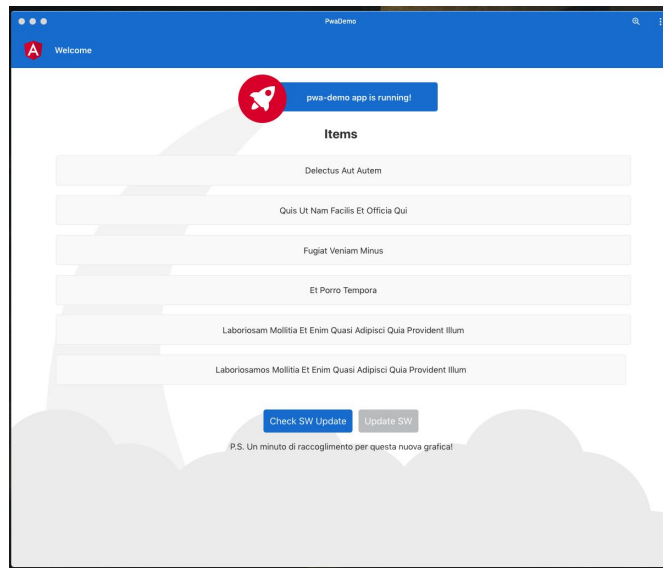 PwaDemo
Welcome
pwa-demo app is running!
Items
Delectus Aut Autem
Quis Ut Nam Facilis Et Officia Qui
Fugiat Veniam Minus
Et Porro Tempora
Laboriosam Mollitia Et Enim Quasi Adipisci Quia Provident Illum
Laboriosamos Mollitia Et Enim Quasi Adipisci Quia Provident Illum
Check SW Update Update SW
P.S. Un minuto di raccoglimento per questa nuova grafica!